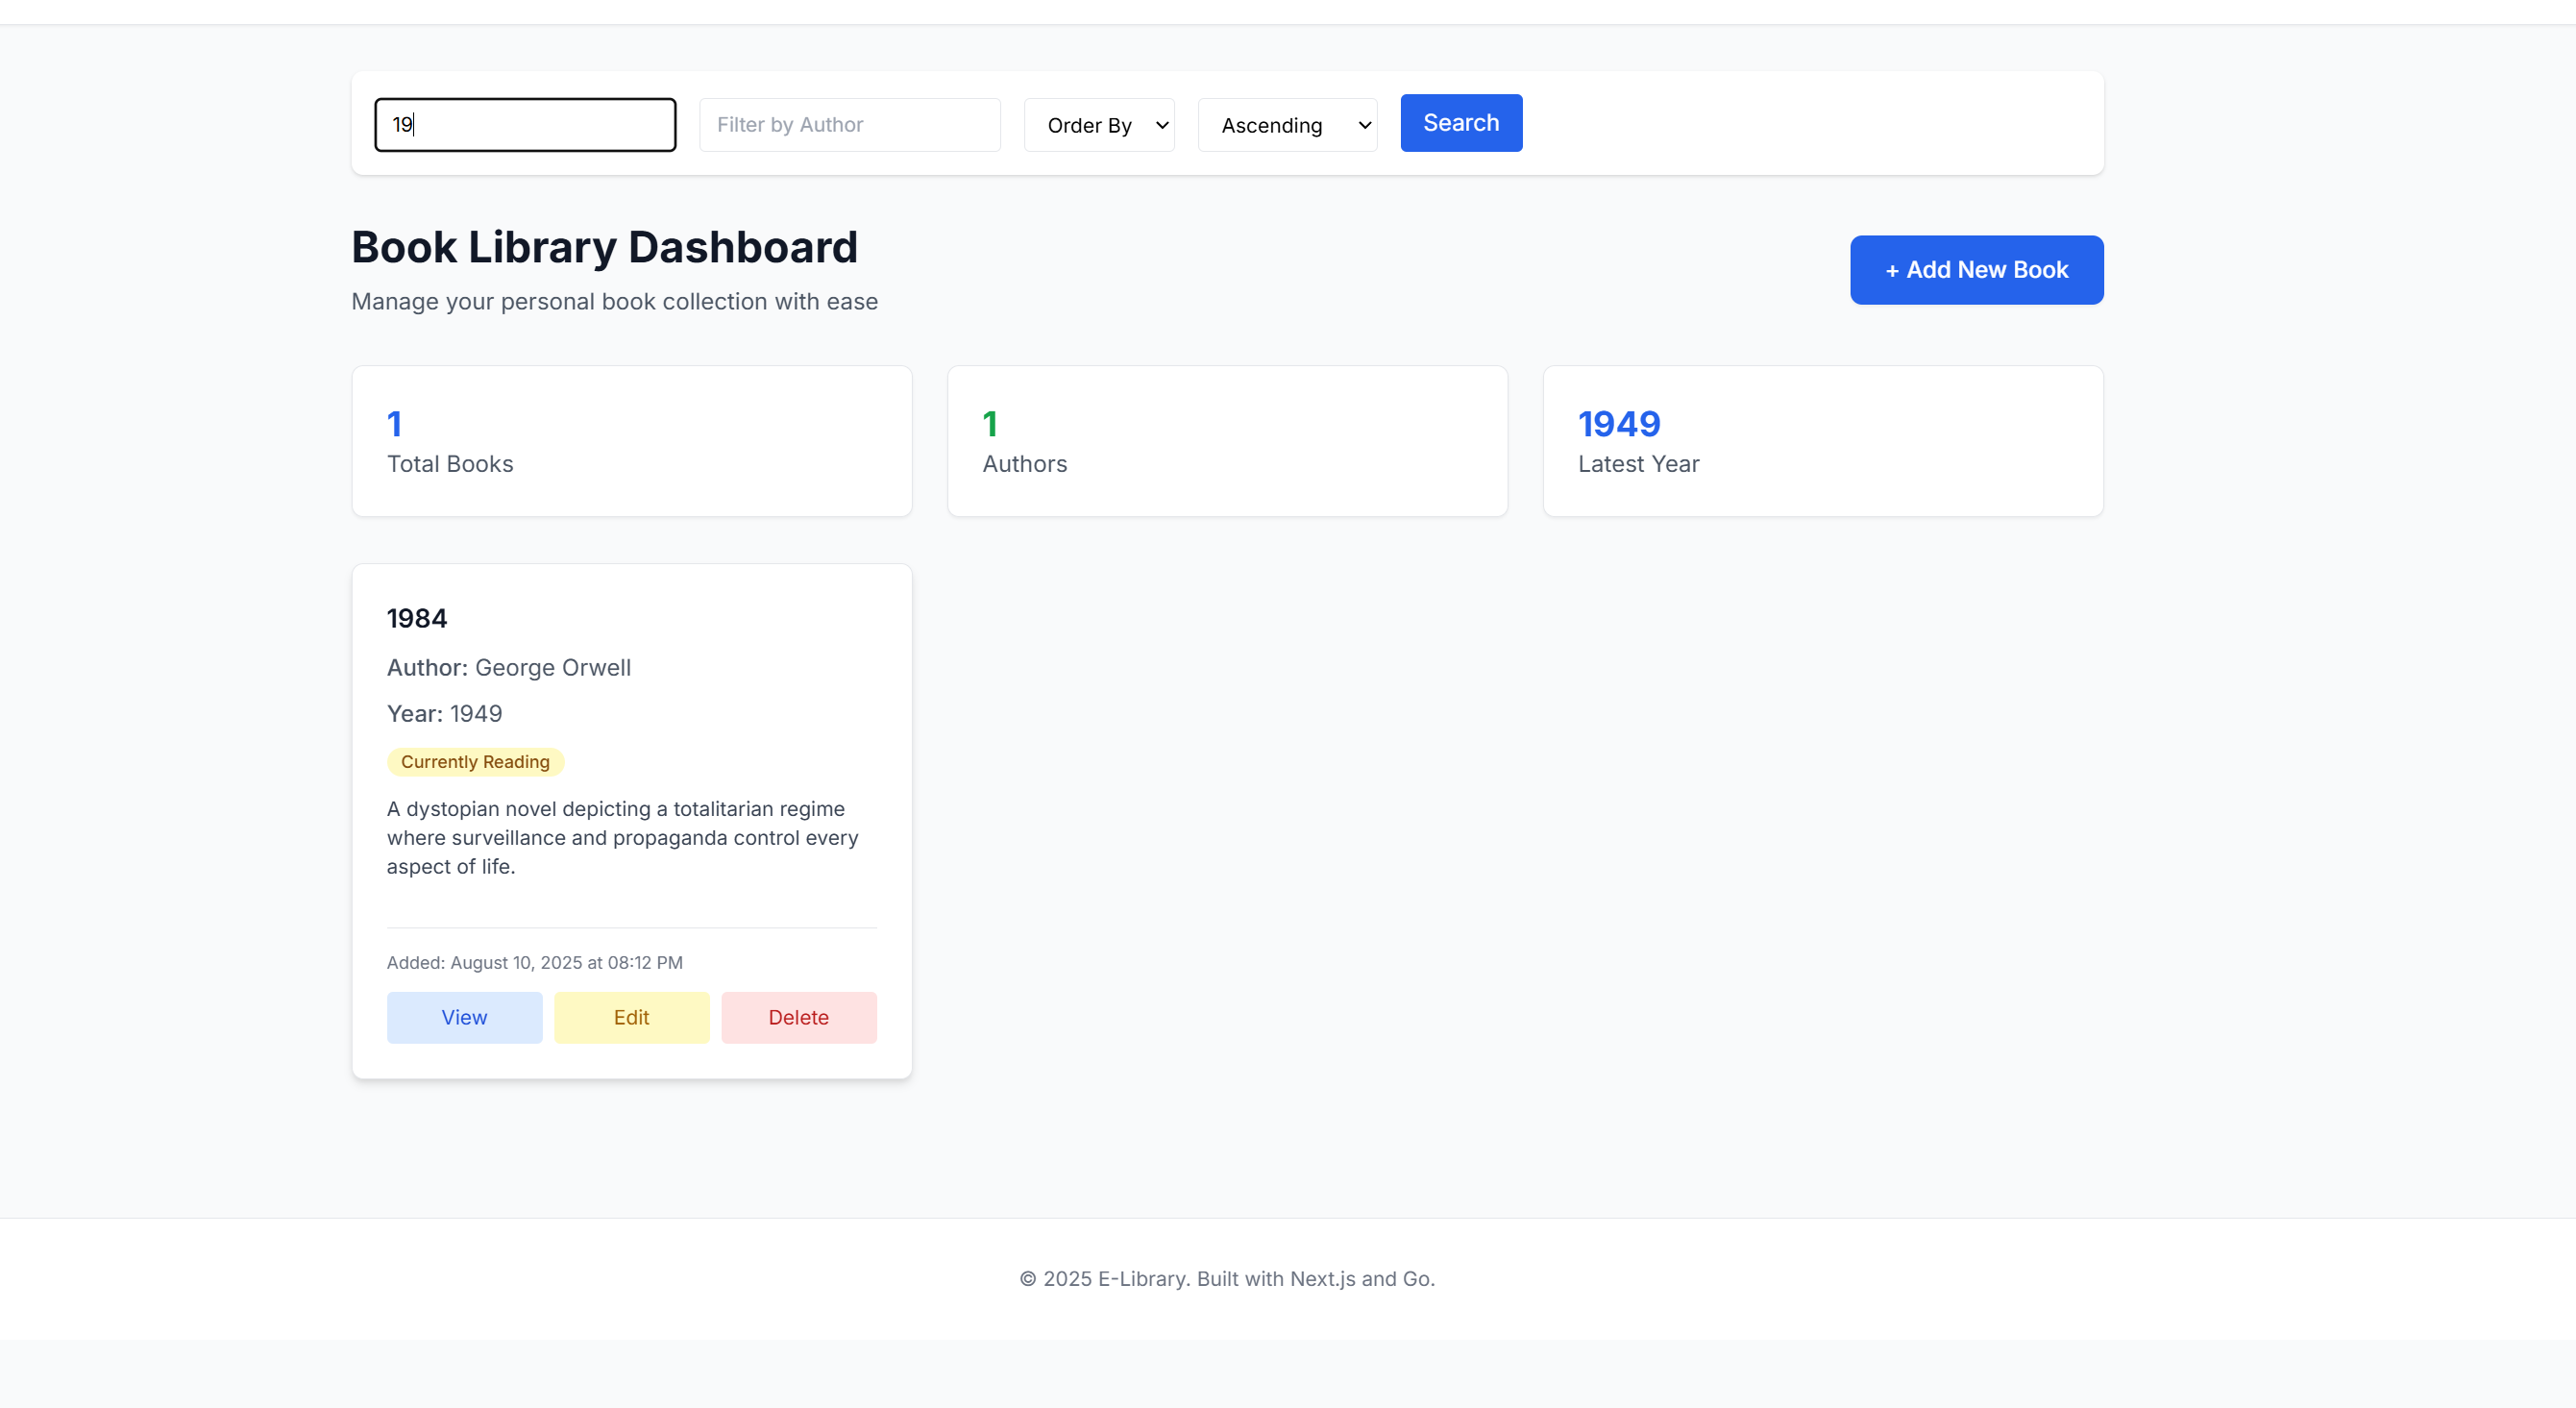 19
Filter by Author
Order By
Ascending
Search
Book Library Dashboard
Manage your personal book collection with ease
+ Add New Book
1
Total Books
1
Authors
1949
Latest Year
1984
Author: George Orwell
Year: 1949
Currently Reading
A dystopian novel depicting a totalitarian regime
where surveillance and propaganda control every
aspect of life.
Added: August 10, 2025 at 08:12 PM
View
Edit
Delete
© 2025 E-Library. Built with Next.js and Go.